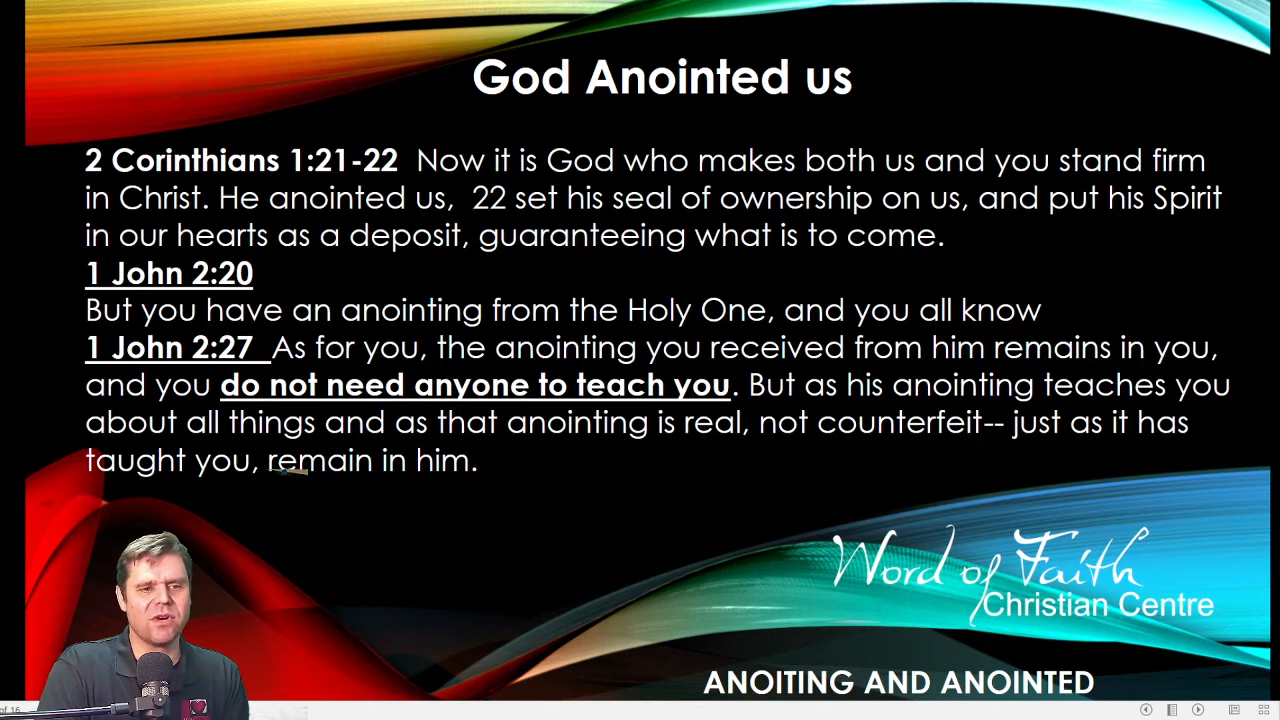 God Anointed us
2 Corinthians 1:21-22 Now it is God who makes both us and you stand firm
in Christ. He anointed us, 22 set his seal of ownership on us, and put his Spirit
in our hearts as a deposit, guaranteeing what is to come.
1 John 2:20
But you have an anointing from the Holy One, and you all know
1 John 2:27 As for you, the anointing you received from him remains in you,
and you do not need anyone to teach you. But as his anointing teaches you
about all things and as that anointing is real, not counterfeit-- just as it has
taught you, remain in him.
Word of Faith
Christian Centre
ANOITING AND ANOINTED
of 16